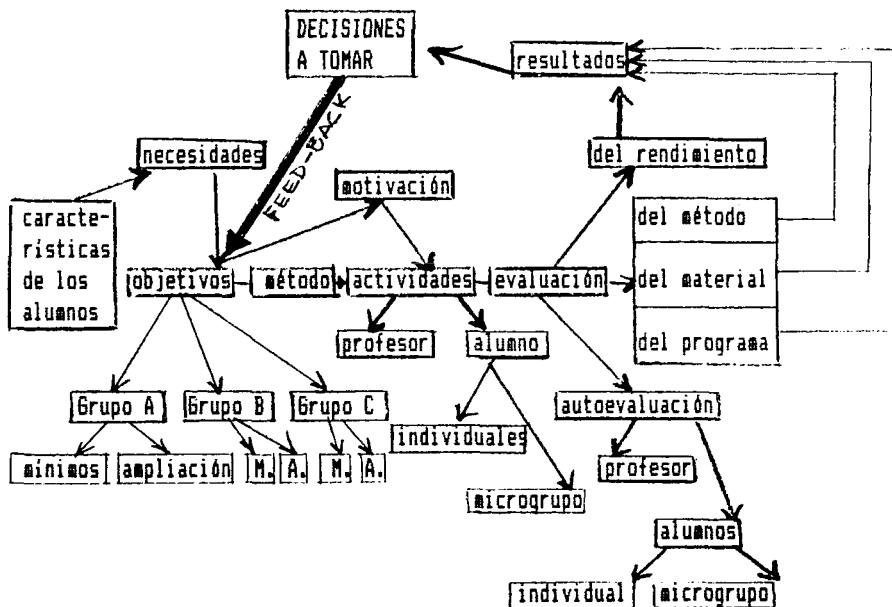 DECISIONES
A TOMAR
resultados
FEED-BACK
necesidades
del rendimiento
motivación
caracte-
rísticas
de los
alumnos
del método
objetivos
método
actividades
evaluación
del material
profesor
alumno
del programa
Grupo A
Grupo B
Grupo C
autoevaluación
individuales
mínimos
ampliación
M.
A.
M.
A.
profesor
microgrupo
alumnos
individual
microgrupo